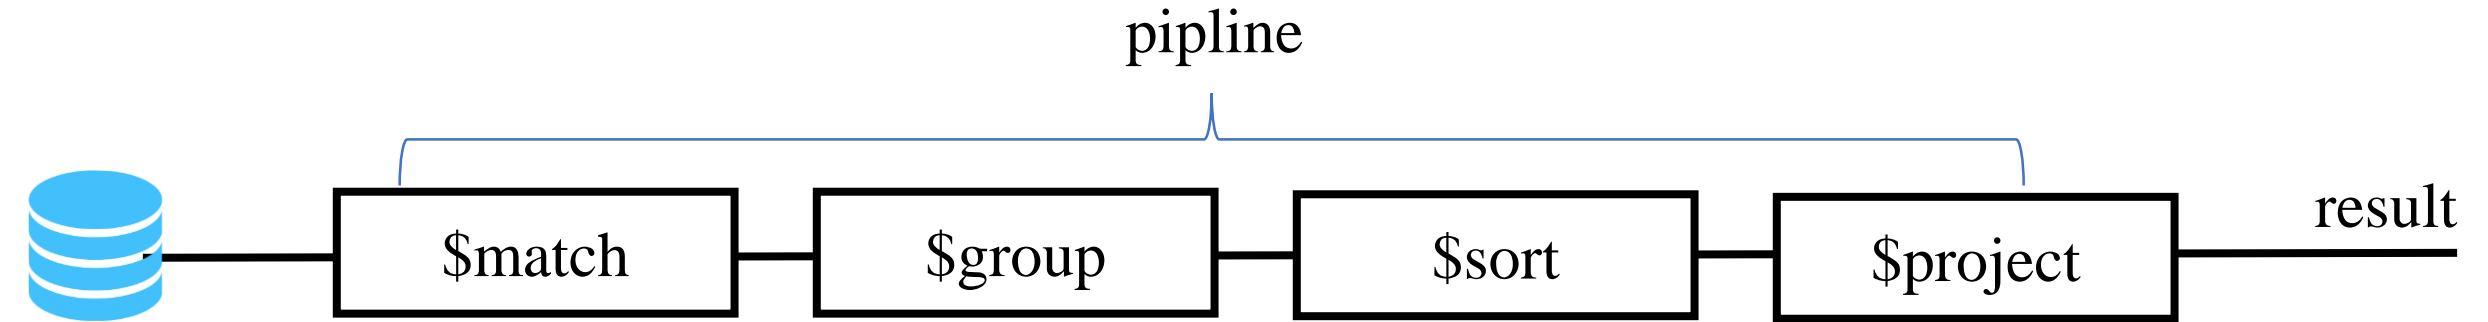 pipline
result
$match
$group
$sort
$project